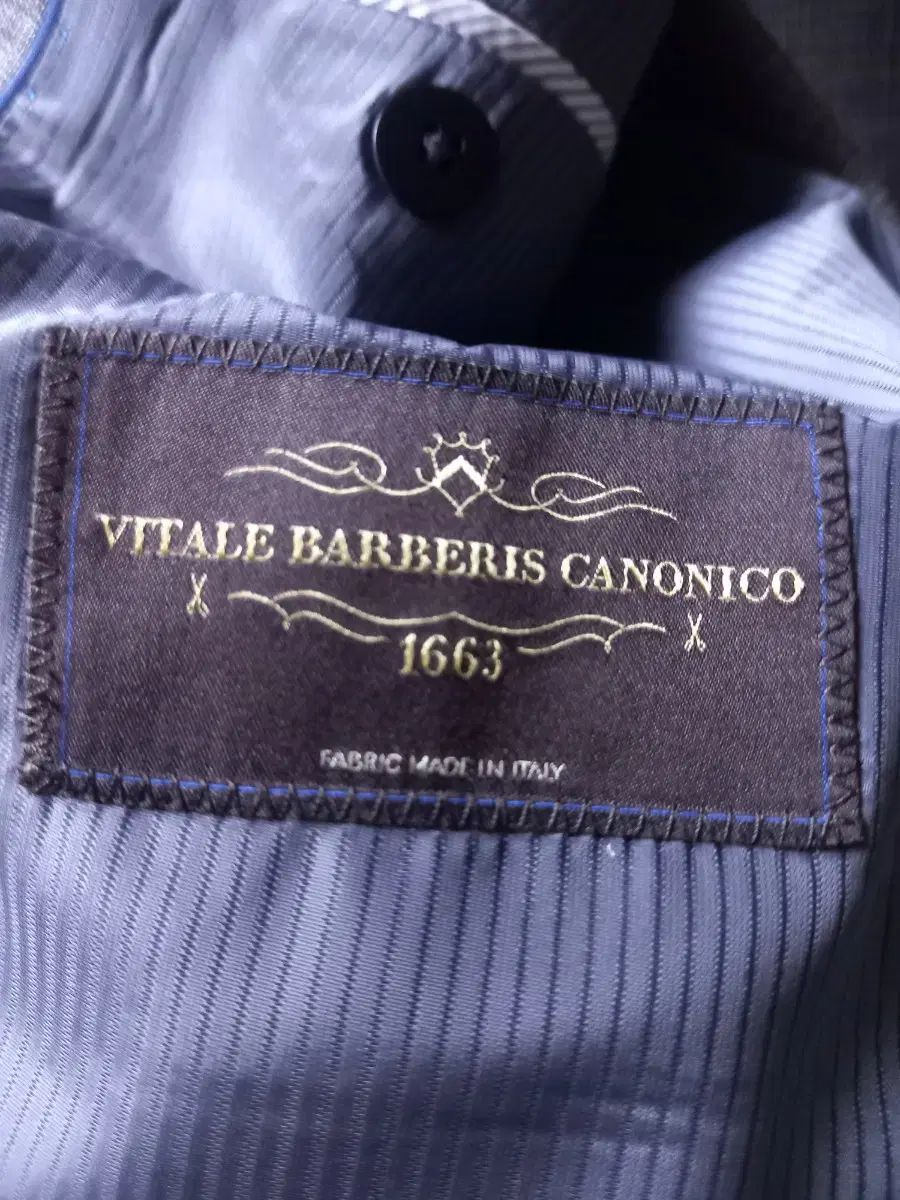 VITALE BARBERIS CANONICO
1663
FABRIC MADE IN ITALY